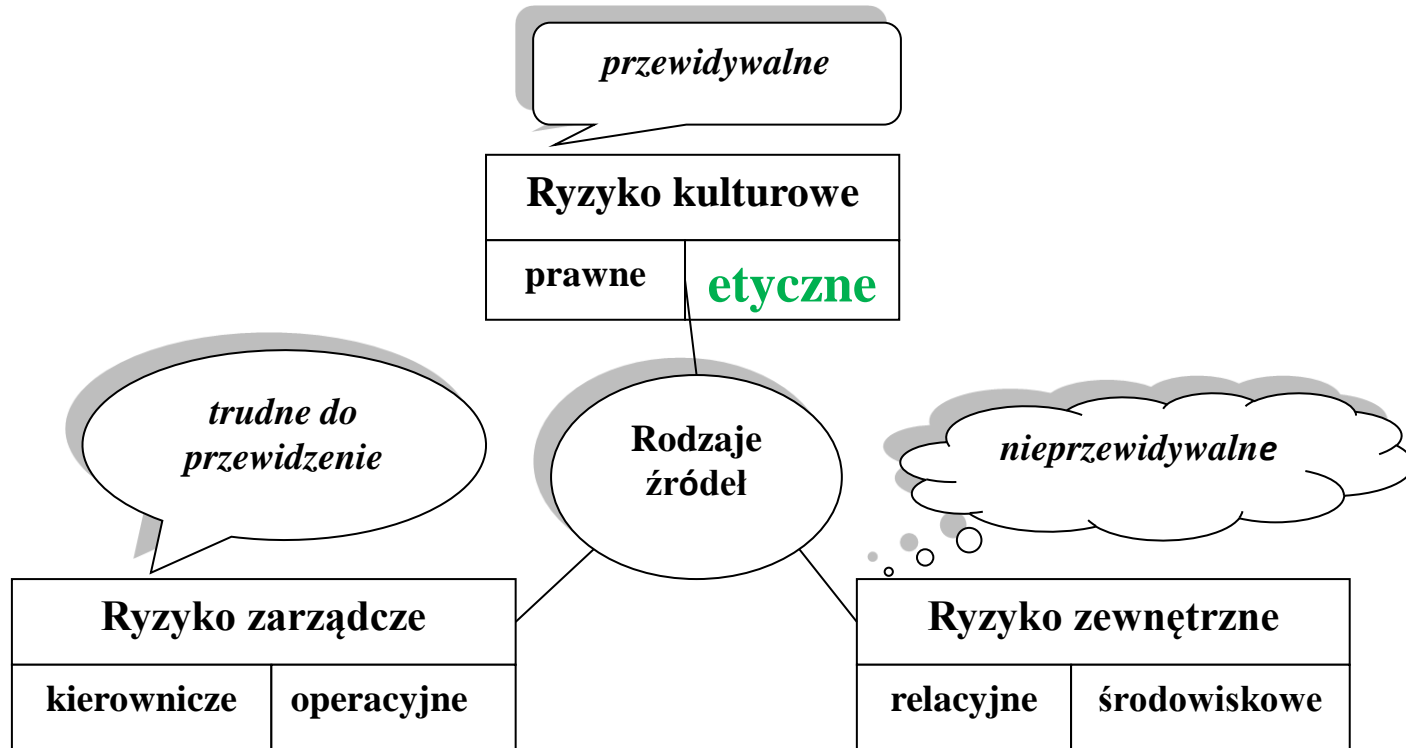 przewidywalne
Ryzyko kulturowe
prawne
etyczne
trudne do
przewidzenie
Rodzaje
źródeł
nieprzewidywalne
Ryzyko zarządcze
kierownicze
operacyjne
Ryzyko zewnętrzne
relacyjne
środowiskowe